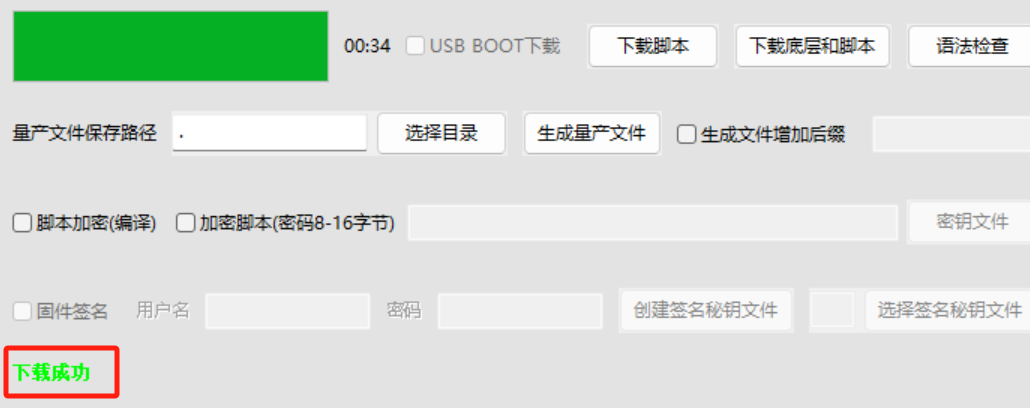 00:34 USB BOOT下载 下载脚本 下载底层和脚本 语法检查
量产文件保存路径 . 选择目录 生成量产文件 生成文件增加后缀
脚本加密(编译) 加密脚本(密码8-16字节) 密钥文件
固件签名 用户名 密码 创建签名秘钥文件 选择签名秘钥文件
下载成功